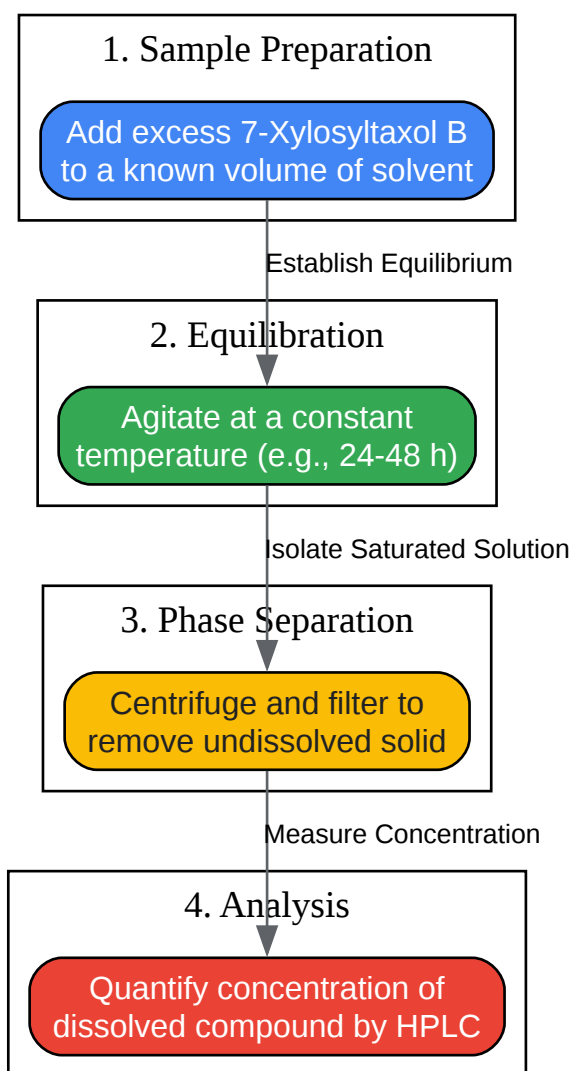 1. Sample Preparation
Add excess 7-Xylosyltaxol B
to a known volume of solvent
Establish Equilibrium
2. Equilibration
Agitate at a constant
temperature (e.g., 24-48 h)
Isolate Saturated Solution
3. Phase Separation
Centrifuge and filter to
remove undissolved solid
Measure Concentration
4. Analysis
Quantify concentration of
dissolved compound by HPLC